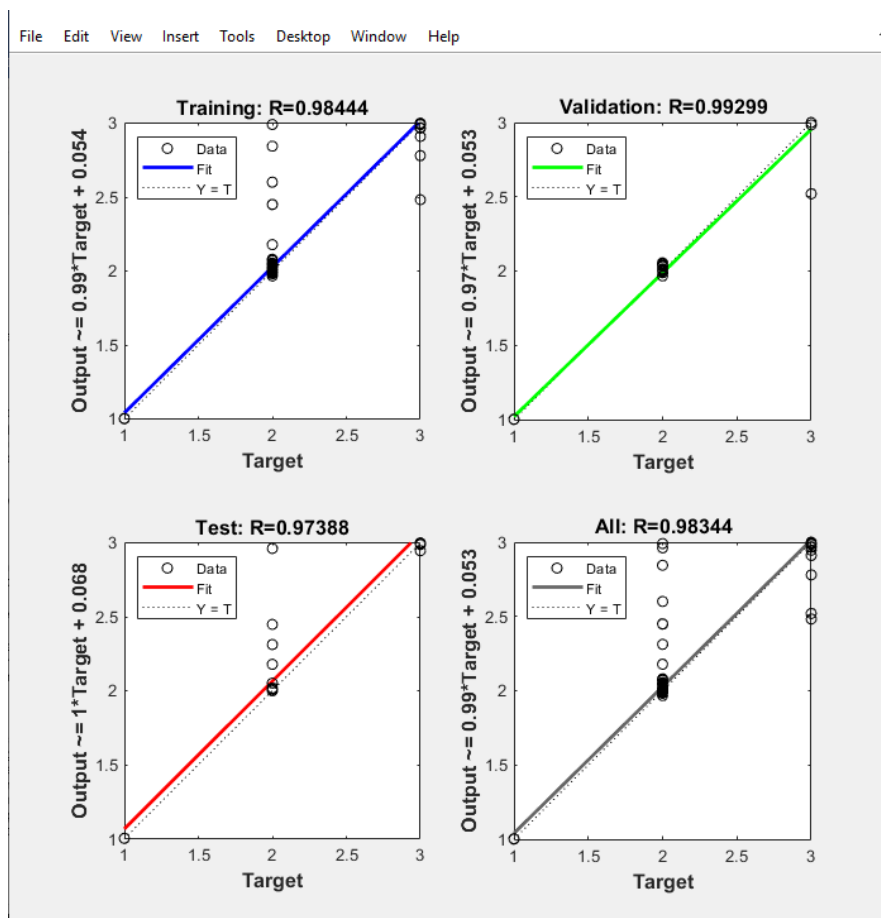 File Edit View Insert Tools Desktop Window Help
Training: R=0.98444
Output ~= 0.99*Target + 0.054
3
2.5
2
1.5
1
Data
Fit
Y = T
1 1.5 2 2.5 3
Target
Validation: R=0.99299
Output ~= 0.97*Target + 0.053
3
2.5
2
1.5
1
Data
Fit
Y = T
1 1.5 2 2.5 3
Target
Test: R=0.97388
Output ~= 1*Target + 0.068
3
2.5
2
1.5
1
Data
Fit
Y = T
1 1.5 2 2.5 3
Target
All: R=0.98344
Output ~= 0.99*Target + 0.053
3
2.5
2
1.5
1
Data
Fit
Y = T
1 1.5 2 2.5 3
Target